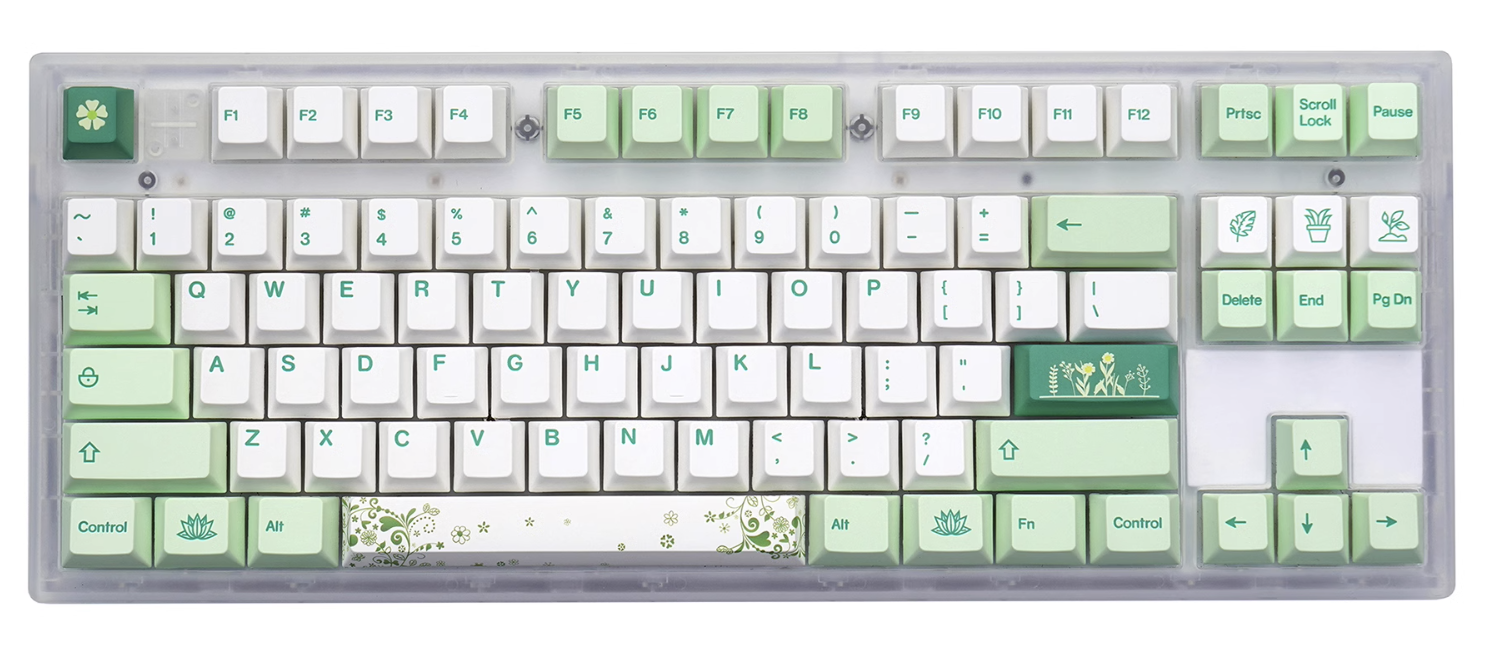 F1 F2 F3 F4 F5 F6 F7 F8 F9 F10 F11 F12 Prtsc Scroll Lock Pause
~ ! @ # $ % ^ & * ( ) — +
` 1 2 3 4 5 6 7 8 9 0 - = ←
Q W E R T Y U I O P { } |
[ ] \ Delete End Pg Dn
A S D F G H J K L : "
; '
Z X C V B N M < > ?
, . / ↑
Control Alt Alt Fn Control ← ↓ →